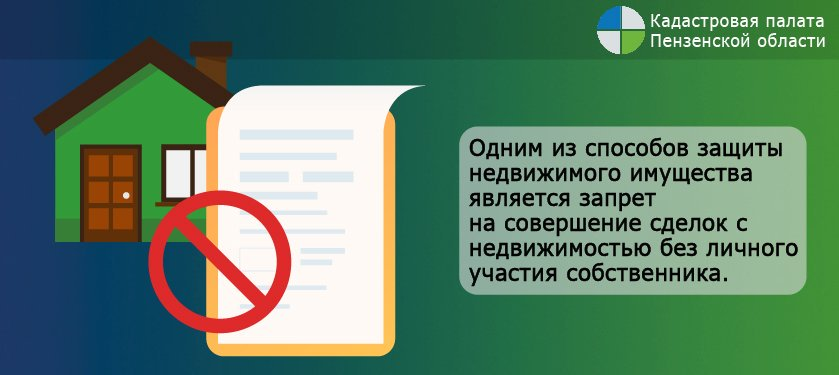 Кадастровая палата
Пензенской области
Одним из способов защиты
недвижимого имущества
является запрет
на совершение сделок с
недвижимостью без личного
участия собственника.